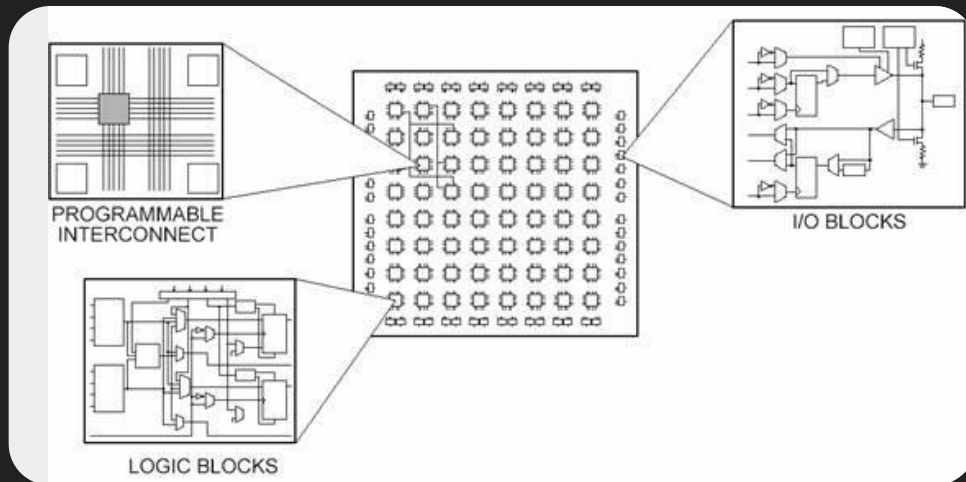 PROGRAMMABLE
INTERCONNECT
I/O BLOCKS
LOGIC BLOCKS